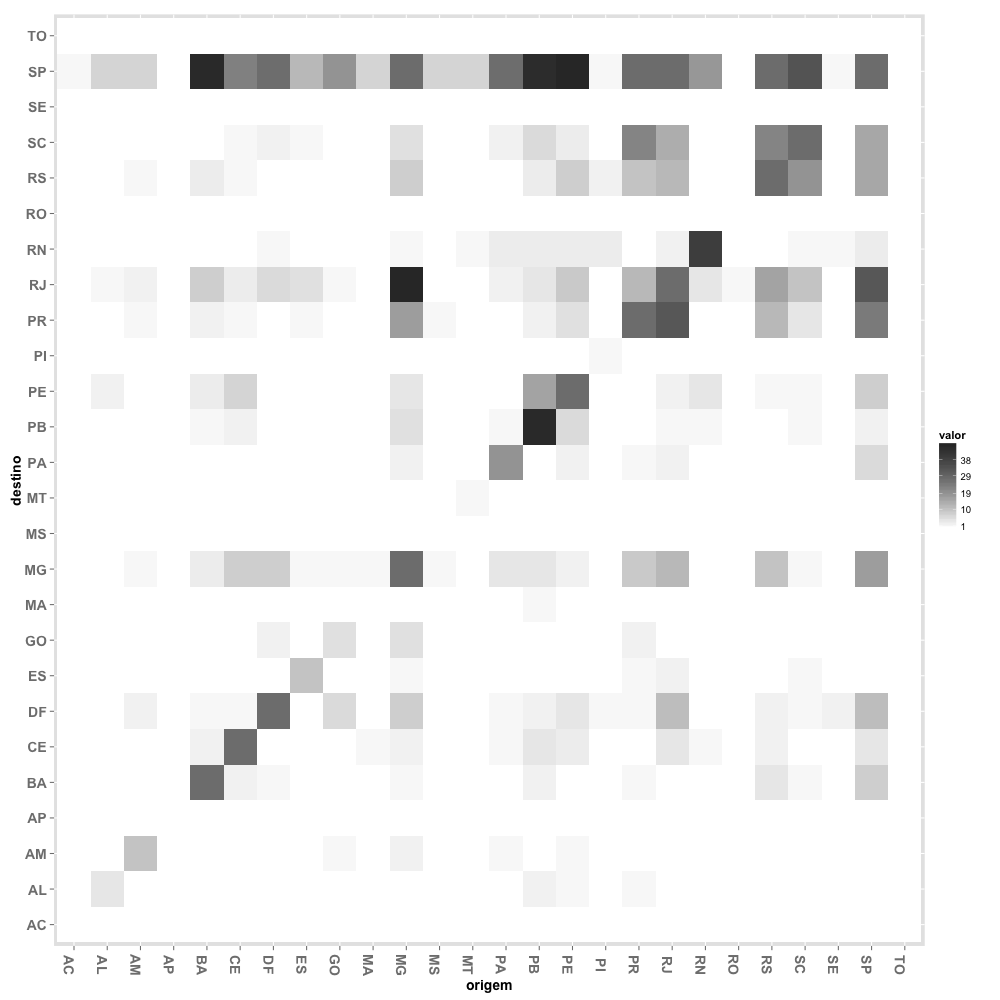 TO
SP
SE
SC
RS
RO
RN
RJ
PR
PI
PE
PB
PA
MT
MS
MG
MA
GO
ES
DF
CE
BA
AP
AM
AL
AC
destino
AC AL AM AP BA CE DF ES GO MA MG MS MT PA PB PE PI PR RJ RN RO RS SC SE SP TO
origem
valor
38
29
19
10
1